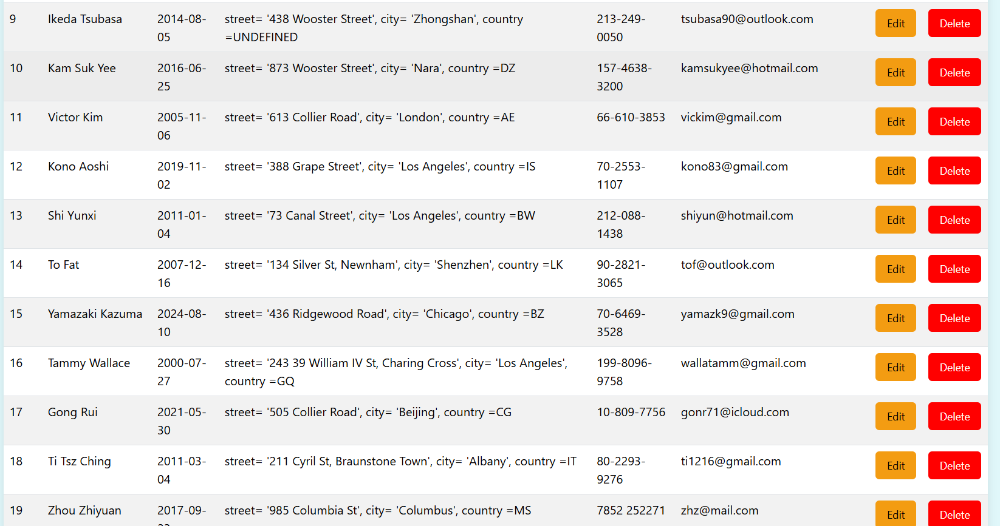 9 Ikeda Tsubasa 2014-08- street= '438 Wooster Street', city= 'Zhongshan', country 213-249- tsubasa90@outlook.com Edit Delete
05 =UNDEFINED 0050
10 Kam Suk Yee 2016-06- street= '873 Wooster Street', city= 'Nara', country =DZ 157-4638- kamsukyee@hotmail.com Edit Delete
25 3200
11 Victor Kim 2005-11- street= '613 Collier Road', city= 'London', country =AE 66-610-3853 vickim@gmail.com Edit Delete
06
12 Kono Aoshi 2019-11- street= '388 Grape Street', city= 'Los Angeles', country =IS 70-2553- kono83@gmail.com Edit Delete
02 1107
13 Shi Yunxi 2011-01- street= '73 Canal Street', city= 'Los Angeles', country =BW 212-088- shiyun@hotmail.com Edit Delete
04 1438
14 To Fat 2007-12- street= '134 Silver St, Newnham', city= 'Shenzhen', country =LK 90-2821- tof@outlook.com Edit Delete
16 3065
15 Yamazaki Kazuma 2024-08- street= '436 Ridgewood Road', city= 'Chicago', country =BZ 70-6469- yamazk9@gmail.com Edit Delete
10 3528
16 Tammy Wallace 2000-07- street= '243 39 William IV St, Charing Cross', city= 'Los Angeles', 199-8096- wallatamm@gmail.com Edit Delete
27 country =GQ 9758
17 Gong Rui 2021-05- street= '505 Collier Road', city= 'Beijing', country =CG 10-809-7756 gonr71@icloud.com Edit Delete
30
18 Ti Tsz Ching 2011-03- street= '211 Cyril St, Braunstone Town', city= 'Albany', country =IT 80-2293- ti1216@gmail.com Edit Delete
04 9276
19 Zhou Zhiyuan 2017-09- street= '985 Columbia St', city= 'Columbus', country =MS 7852 252271 zhz@mail.com Edit Delete